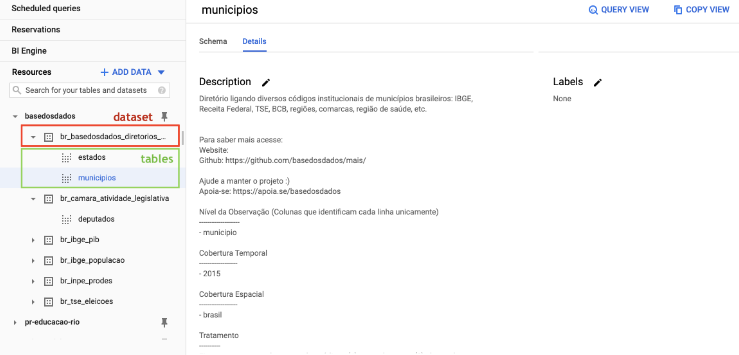 Scheduled queries
Reservations
BI Engine
Resources
+ ADD DATA
Search for your tables and datasets
basedosdados
dataset
br_basedosdados_diretorios_...
estados
tables
municipios
br_camara_atividade_legislativa
deputados
br_ibge_pib
br_ibge_populacao
br_inpe_prodes
br_tse_eleicoes
pr-educacao-rio
municipios
QUERY VIEW
COPY VIEW
Schema
Details
Description
Diretório ligando diversos códigos institucionais de municípios brasileiros: IBGE,
Receita Federal, TSE, BCB, regiões, comarcas, região de saúde, etc.
Para saber mais acesse:
Website:
Github: https://github.com/basedosdados/mais/
Ajude a manter o projeto :)
Apoia-se: https://apoia.se/basedosdados
Nível da Observação (Colunas que identificam cada linha unicamente)
-----------------
- municipio
Cobertura Temporal
-----------------
- 2015
Cobertura Espacial
-----------------
- brasil
Tratamento
----------
Labels
None